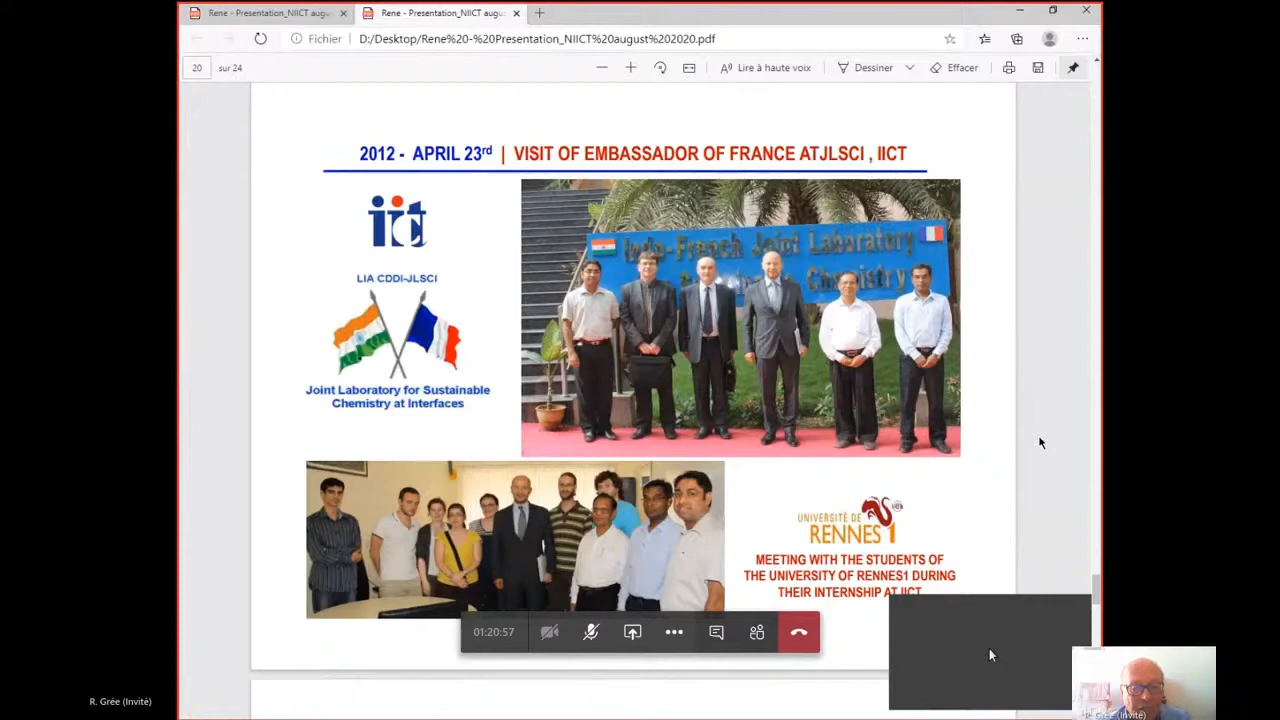 Rene - Presentation_NIICT augu
Rene - Presentation_NIICT augu
Fichier
D:/Desktop/Rene%20-%20Presentation_NIICT%20august%202020.pdf
20
sur 24
Lire à haute voix
Dessiner
Effacer
2012 - APRIL 23rd | VISIT OF EMBASSADOR OF FRANCE ATJLSCI , IICT
iict
LIA CDDI-JLSCI
Joint Laboratory for Sustainable
Chemistry at Interfaces
Indo-French Joint Laboratory
Chemistry
UNIVERSITÉ DE
RENNES 1
MEETING WITH THE STUDENTS OF
THE UNIVERSITY OF RENNES1 DURING
THEIR INTERNSHIP AT IICT
01:20:57
R. Grée (Invité)
R. Grée (Invité)